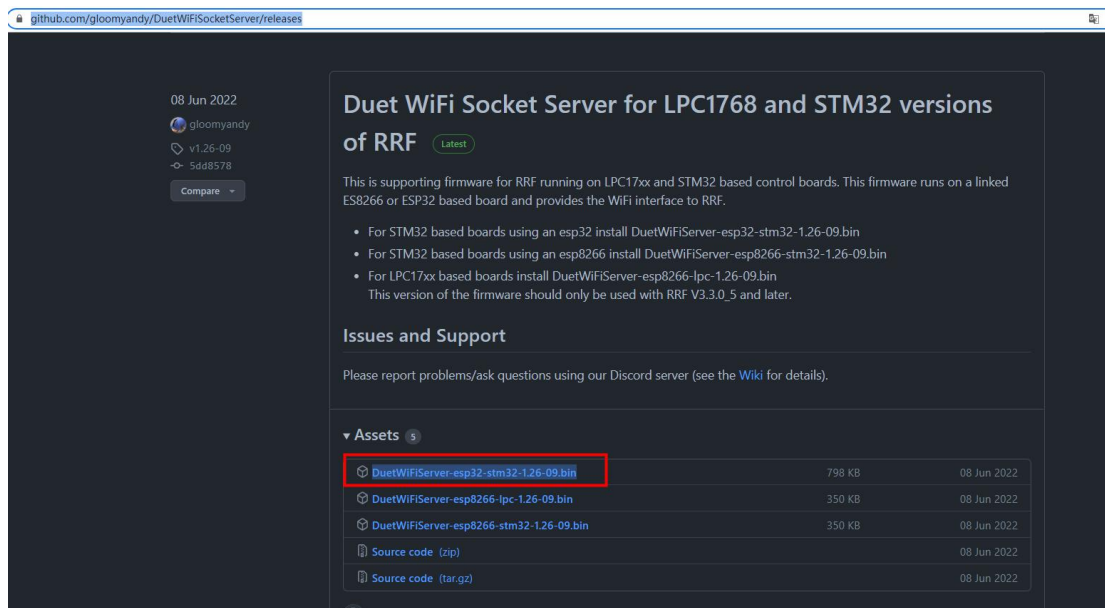 github.com/gloomyandy/DuetWiFiSocketServer/releases
08 Jun 2022
gloomyandy
v1.26-09
5dd8578
Compare
Duet WiFi Socket Server for LPC1768 and STM32 versions
of RRF Latest
This is supporting firmware for RRF running on LPC17xx and STM32 based control boards. This firmware runs on a linked
ES8266 or ESP32 based board and provides the WiFi interface to RRF.
• For STM32 based boards using an esp32 install DuetWiFiServer-esp32-stm32-1.26-09.bin
• For STM32 based boards using an esp8266 install DuetWiFiServer-esp8266-stm32-1.26-09.bin
• For LPC17xx based boards install DuetWiFiServer-esp8266-lpc-1.26-09.bin
This version of the firmware should only be used with RRF V3.3.0_5 and later.
Issues and Support
Please report problems/ask questions using our Discord server (see the Wiki for details).
Assets 5
DuetWiFiServer-esp32-stm32-1.26-09.bin 798 KB 08 Jun 2022
DuetWiFiServer-esp8266-lpc-1.26-09.bin 350 KB 08 Jun 2022
DuetWiFiServer-esp8266-stm32-1.26-09.bin 350 KB 08 Jun 2022
Source code (zip) 08 Jun 2022
Source code (tar.gz) 08 Jun 2022